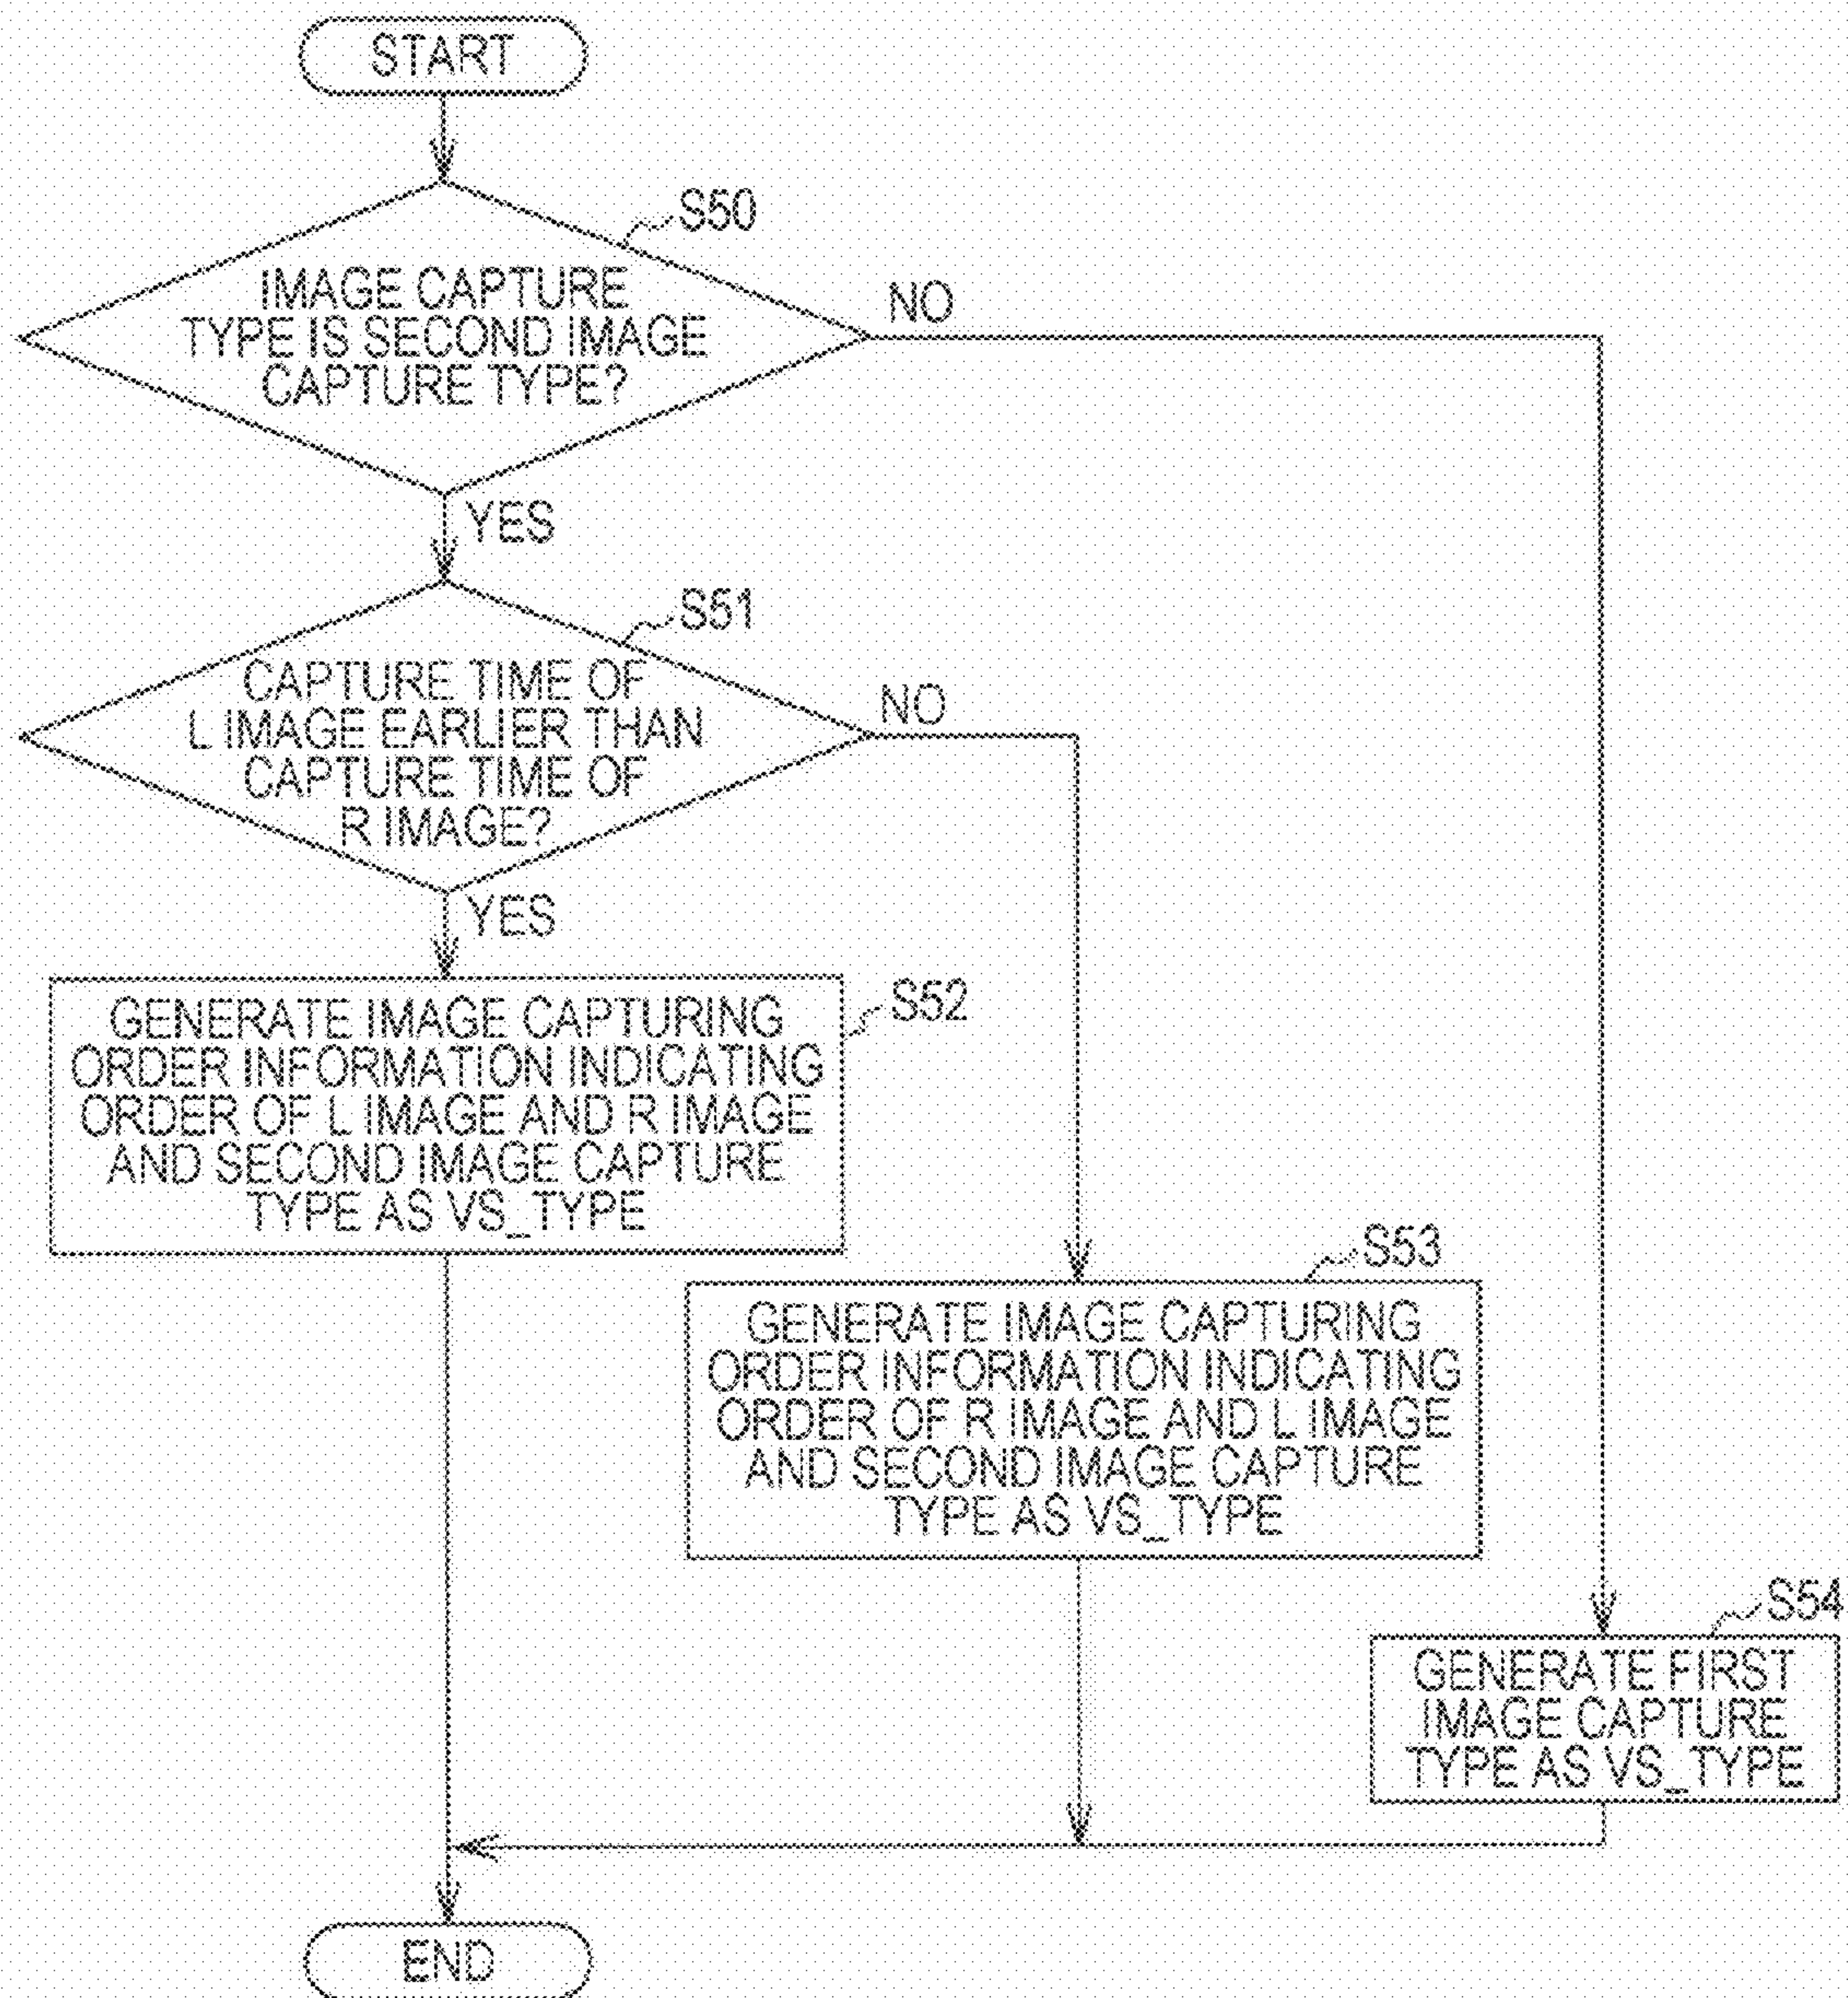 START
S50
IMAGE CAPTURE
TYPE IS SECOND IMAGE
CAPTURE TYPE?
NO
YES
S51
CAPTURE TIME OF
L IMAGE EARLIER THAN
CAPTURE TIME OF
R IMAGE?
NO
YES
S52
GENERATE IMAGE CAPTURING
ORDER INFORMATION INDICATING
ORDER OF L IMAGE AND R IMAGE
AND SECOND IMAGE CAPTURE
TYPE AS VS_TYPE
S53
GENERATE IMAGE CAPTURING
ORDER INFORMATION INDICATING
ORDER OF R IMAGE AND L IMAGE
AND SECOND IMAGE CAPTURE
TYPE AS VS_TYPE
S54
GENERATE FIRST
IMAGE CAPTURE
TYPE AS VS_TYPE
END